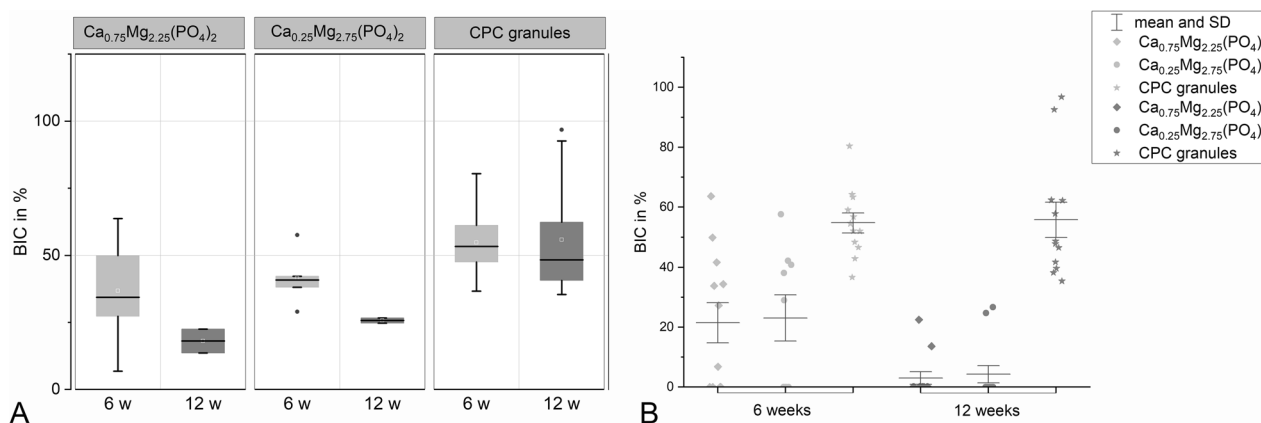 Ca0.75Mg2.25(PO4)2
Ca0.25Mg2.75(PO4)2
CPC granules
BIC in %
100
50
0
6 w
12 w
6 w
12 w
6 w
12 w
A
mean and SD
Ca0.75Mg2.25(PO4)
Ca0.25Mg2.75(PO4)
CPC granules
Ca0.75Mg2.25(PO4)
Ca0.25Mg2.75(PO4)
CPC granules
BIC in %
100
80
60
40
20
0
6 weeks
12 weeks
B